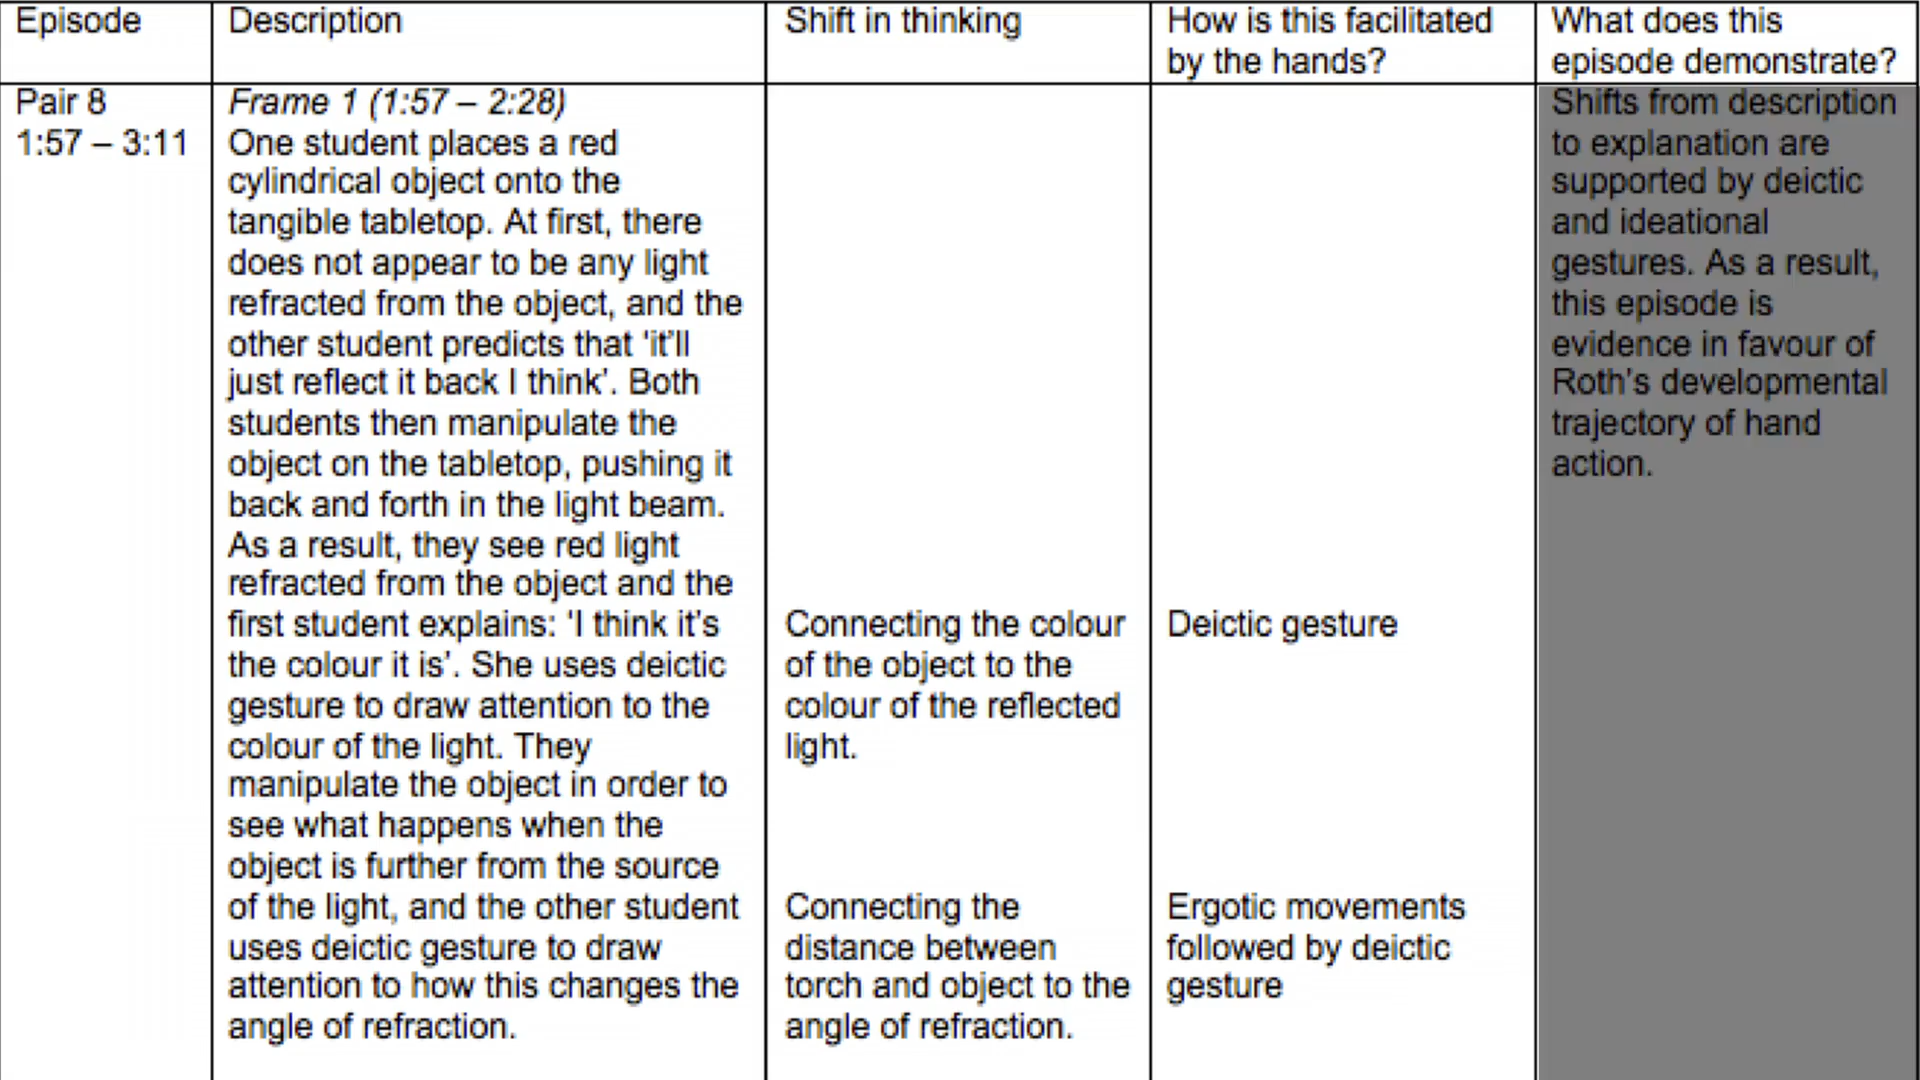 Episode
Description
Shift in thinking
How is this facilitated
by the hands?
What does this
episode demonstrate?
Pair 8
1:57 – 3:11
Frame 1 (1:57 – 2:28)
One student places a red
cylindrical object onto the
tangible tabletop. At first, there
does not appear to be any light
refracted from the object, and the
other student predicts that ‘it’ll
just reflect it back I think’. Both
students then manipulate the
object on the tabletop, pushing it
back and forth in the light beam.
As a result, they see red light
refracted from the object and the
first student explains: ‘I think it’s
the colour it is’. She uses deictic
gesture to draw attention to the
colour of the light. They
manipulate the object in order to
see what happens when the
object is further from the source
of the light, and the other student
uses deictic gesture to draw
attention to how this changes the
angle of refraction.
Connecting the colour
of the object to the
colour of the reflected
light.
Connecting the
distance between
torch and object to the
angle of refraction.
Deictic gesture
Ergotic movements
followed by deictic
gesture
Shifts from description
to explanation are
supported by deictic
and ideational
gestures. As a result,
this episode is
evidence in favour of
Roth’s developmental
trajectory of hand
action.